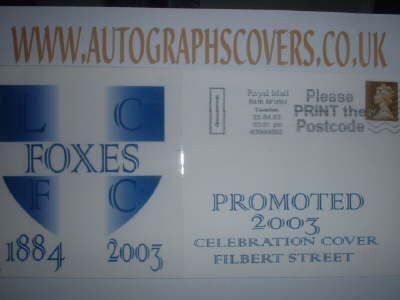 WWW.AUTOGRAPHSCOVERS.CO.UK
L C
FOXES
F C
1884 2003
Royal Mail
Please
PRINT the
Postcode
PROMOTED
2003
CELEBRATION COVER
FILBERT STREET